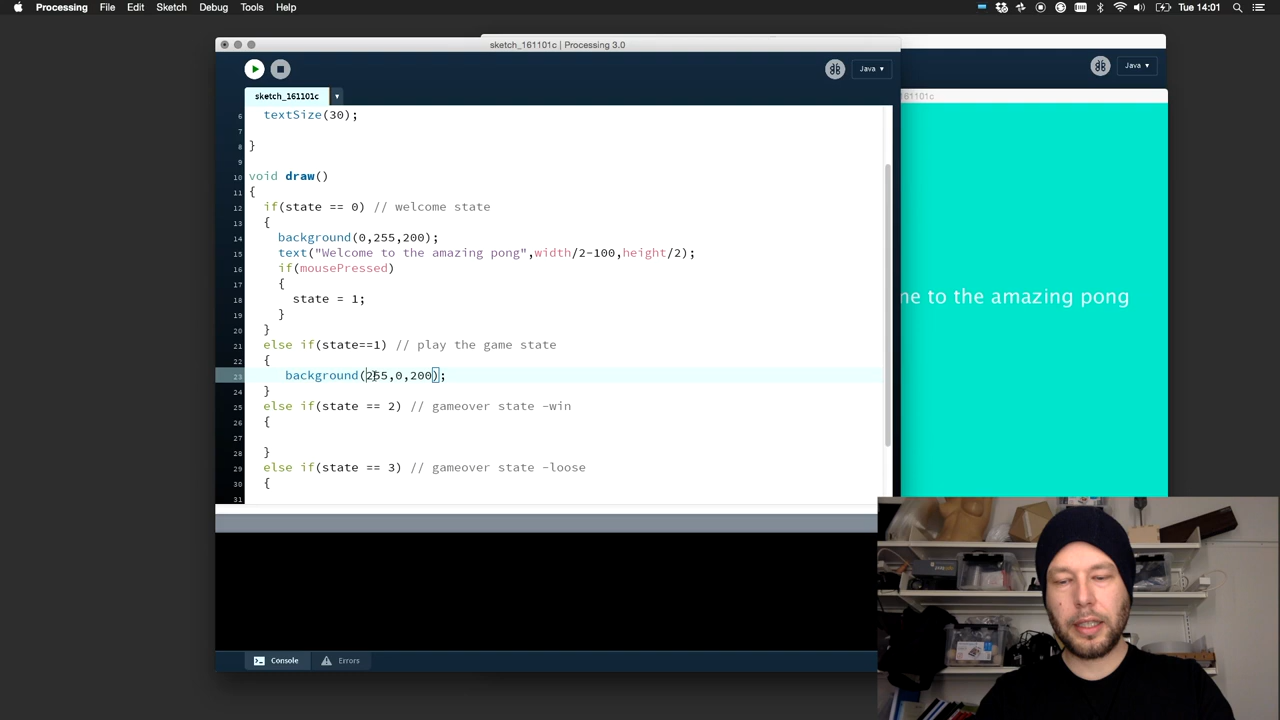 Processing File Edit Sketch Debug Tools Help Tue 14:01
sketch_161101c | Processing 3.0
Java ▾
Java ▾
sketch_161101c
161101c
6 textSize(30);
7
8 }
9
10 void draw()
11 {
12 if(state == 0) // welcome state
13 {
14 background(0,255,200);
15 text("Welcome to the amazing pong",width/2-100,height/2);
16 if(mousePressed)
17 {
18 state = 1;
19 }
20 }
21 else if(state==1) // play the game state
22 {
23 background(255,0,200);
24 }
25 else if(state == 2) // gameover state -win
26 {
27
28 }
29 else if(state == 3) // gameover state -loose
30 {
31
me to the amazing pong
Console Errors